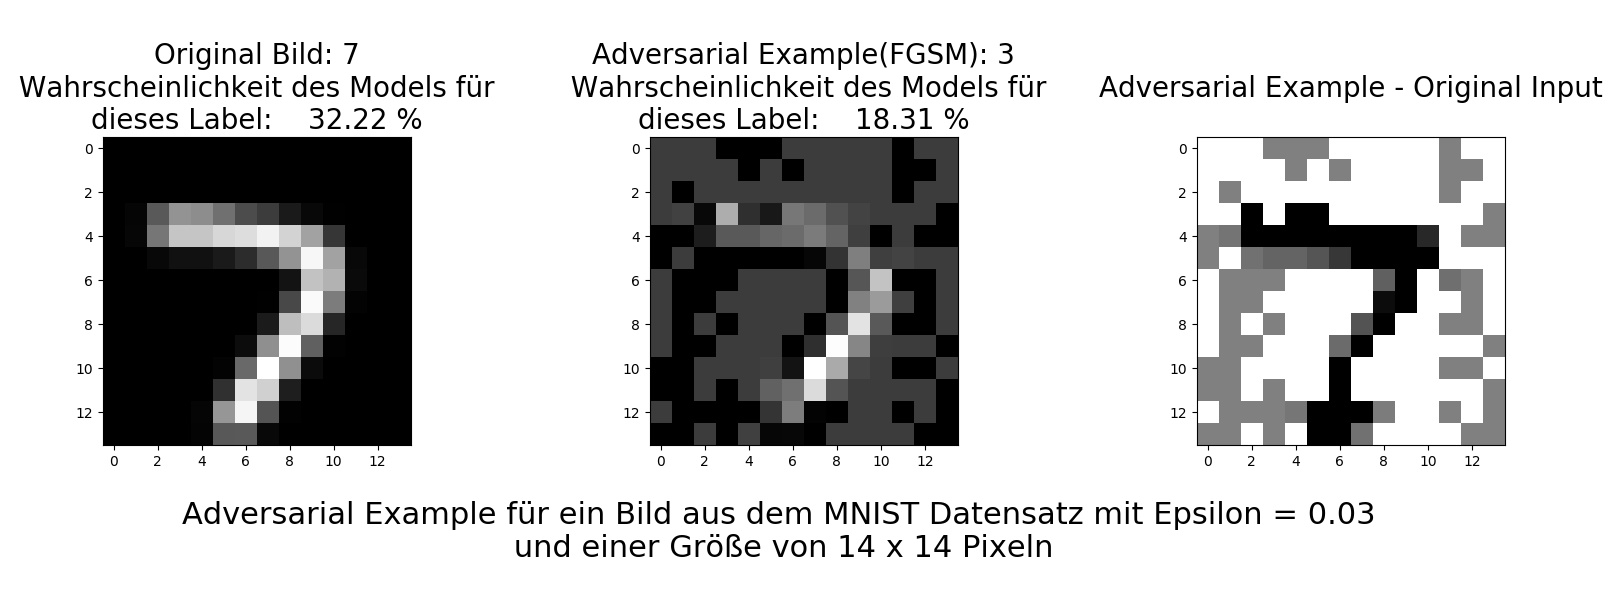 Original Bild: 7
Wahrscheinlichkeit des Models für
dieses Label: 32.22 %
0
2
4
6
8
10
12
0 2 4 6 8 10 12
Adversarial Example(FGSM): 3
Wahrscheinlichkeit des Models für
dieses Label: 18.31 %
0
2
4
6
8
10
12
0 2 4 6 8 10 12
Adversarial Example - Original Input
0
2
4
6
8
10
12
0 2 4 6 8 10 12
Adversarial Example für ein Bild aus dem MNIST Datensatz mit Epsilon = 0.03
und einer Größe von 14 x 14 Pixeln